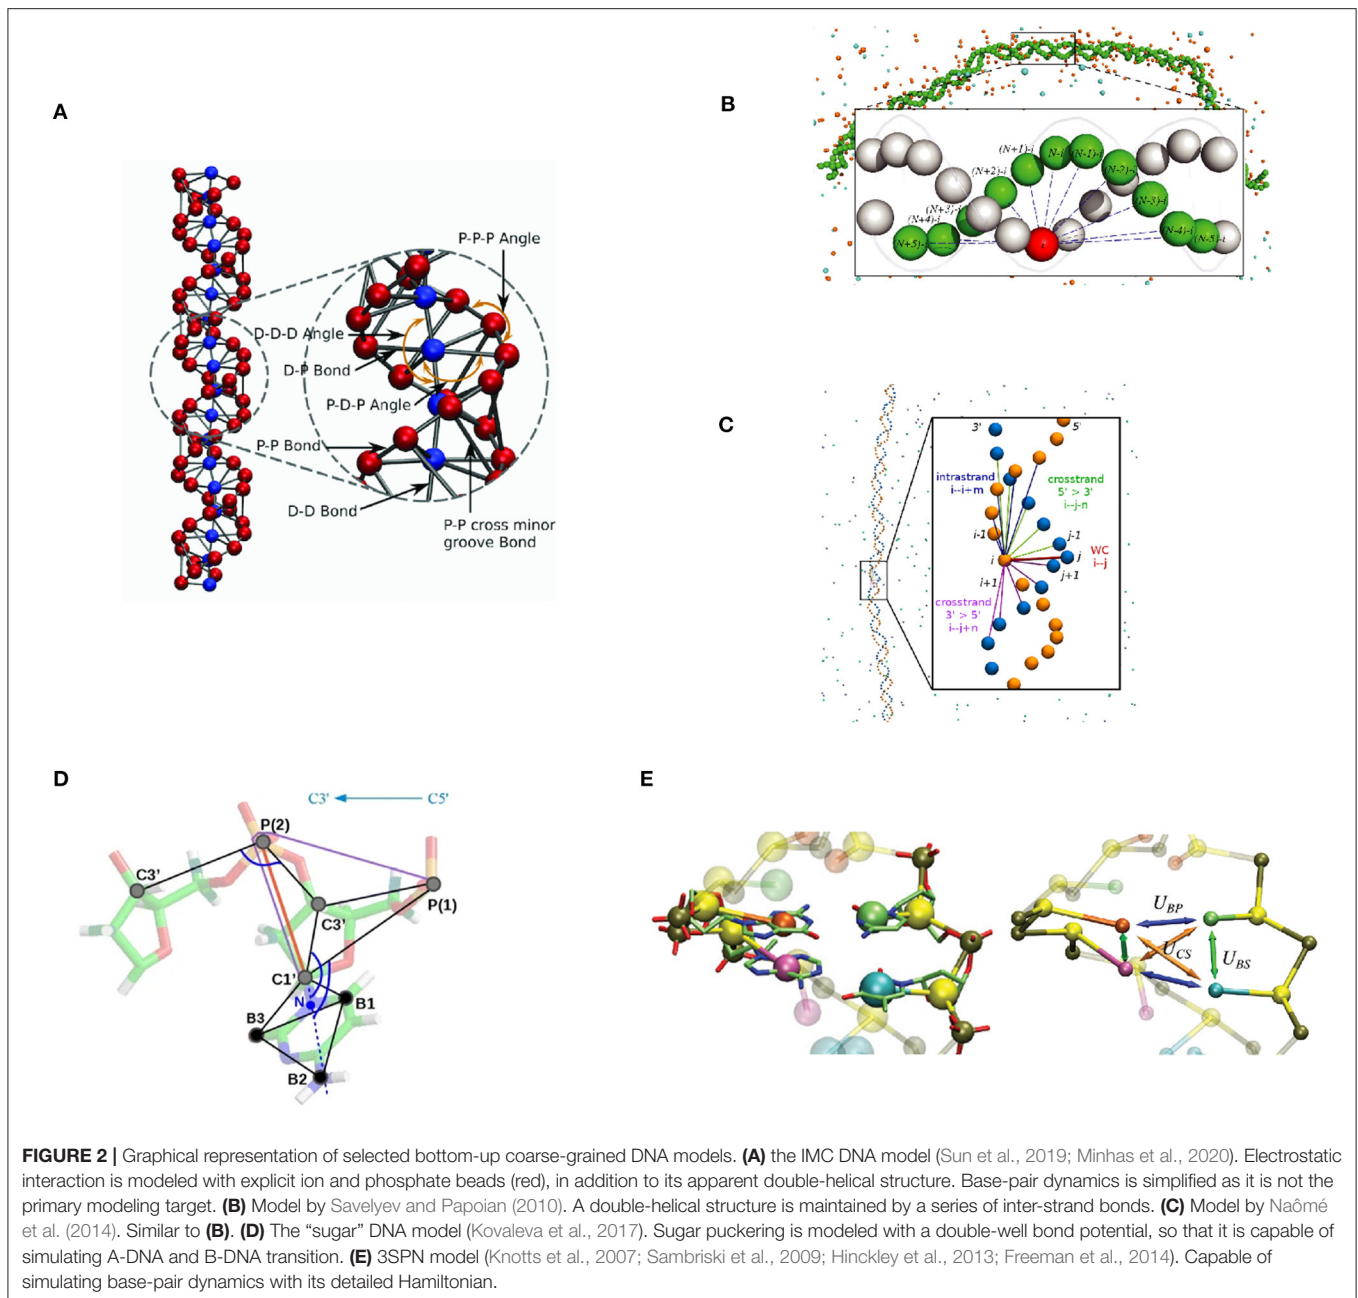 A
P-P-P Angle
D-D-D Angle
D-P Bond
P-D-P Angle
P-P Bond
D-D Bond
P-P cross minor
groove Bond
B
(N+1)-i
N-i
(N-1)-i
(N+2)-i
(N-2)-i
(N+3)-i
(N-3)-i
(N+4)-i
(N-4)-i
(N+5)-i
(N-5)-i
i
C
3'
5'
intrastrand
i--i+m
crosstrand
5' > 3'
i--j-n
i-1
j-1
i
j
WC
i--j
i+1
j+1
crosstrand
3' > 5'
i--j+n
D
C3'
C5'
P(2)
C3'
P(1)
C3'
C1'
N
B1
B3
B2
E
U_BP
U_CS
U_BS
FIGURE 2 | Graphical representation of selected bottom-up coarse-grained DNA models. (A) the IMC DNA model (Sun et al., 2019; Minhas et al., 2020). Electrostatic
interaction is modeled with explicit ion and phosphate beads (red), in addition to its apparent double-helical structure. Base-pair dynamics is simplified as it is not the
primary modeling target. (B) Model by Savelyev and Papoian (2010). A double-helical structure is maintained by a series of inter-strand bonds. (C) Model by Naômé
et al. (2014). Similar to (B). (D) The “sugar” DNA model (Kovaleva et al., 2017). Sugar puckering is modeled with a double-well bond potential, so that it is capable of
simulating A-DNA and B-DNA transition. (E) 3SPN model (Knotts et al., 2007; Sambriski et al., 2009; Hinckley et al., 2013; Freeman et al., 2014). Capable of
simulating base-pair dynamics with its detailed Hamiltonian.